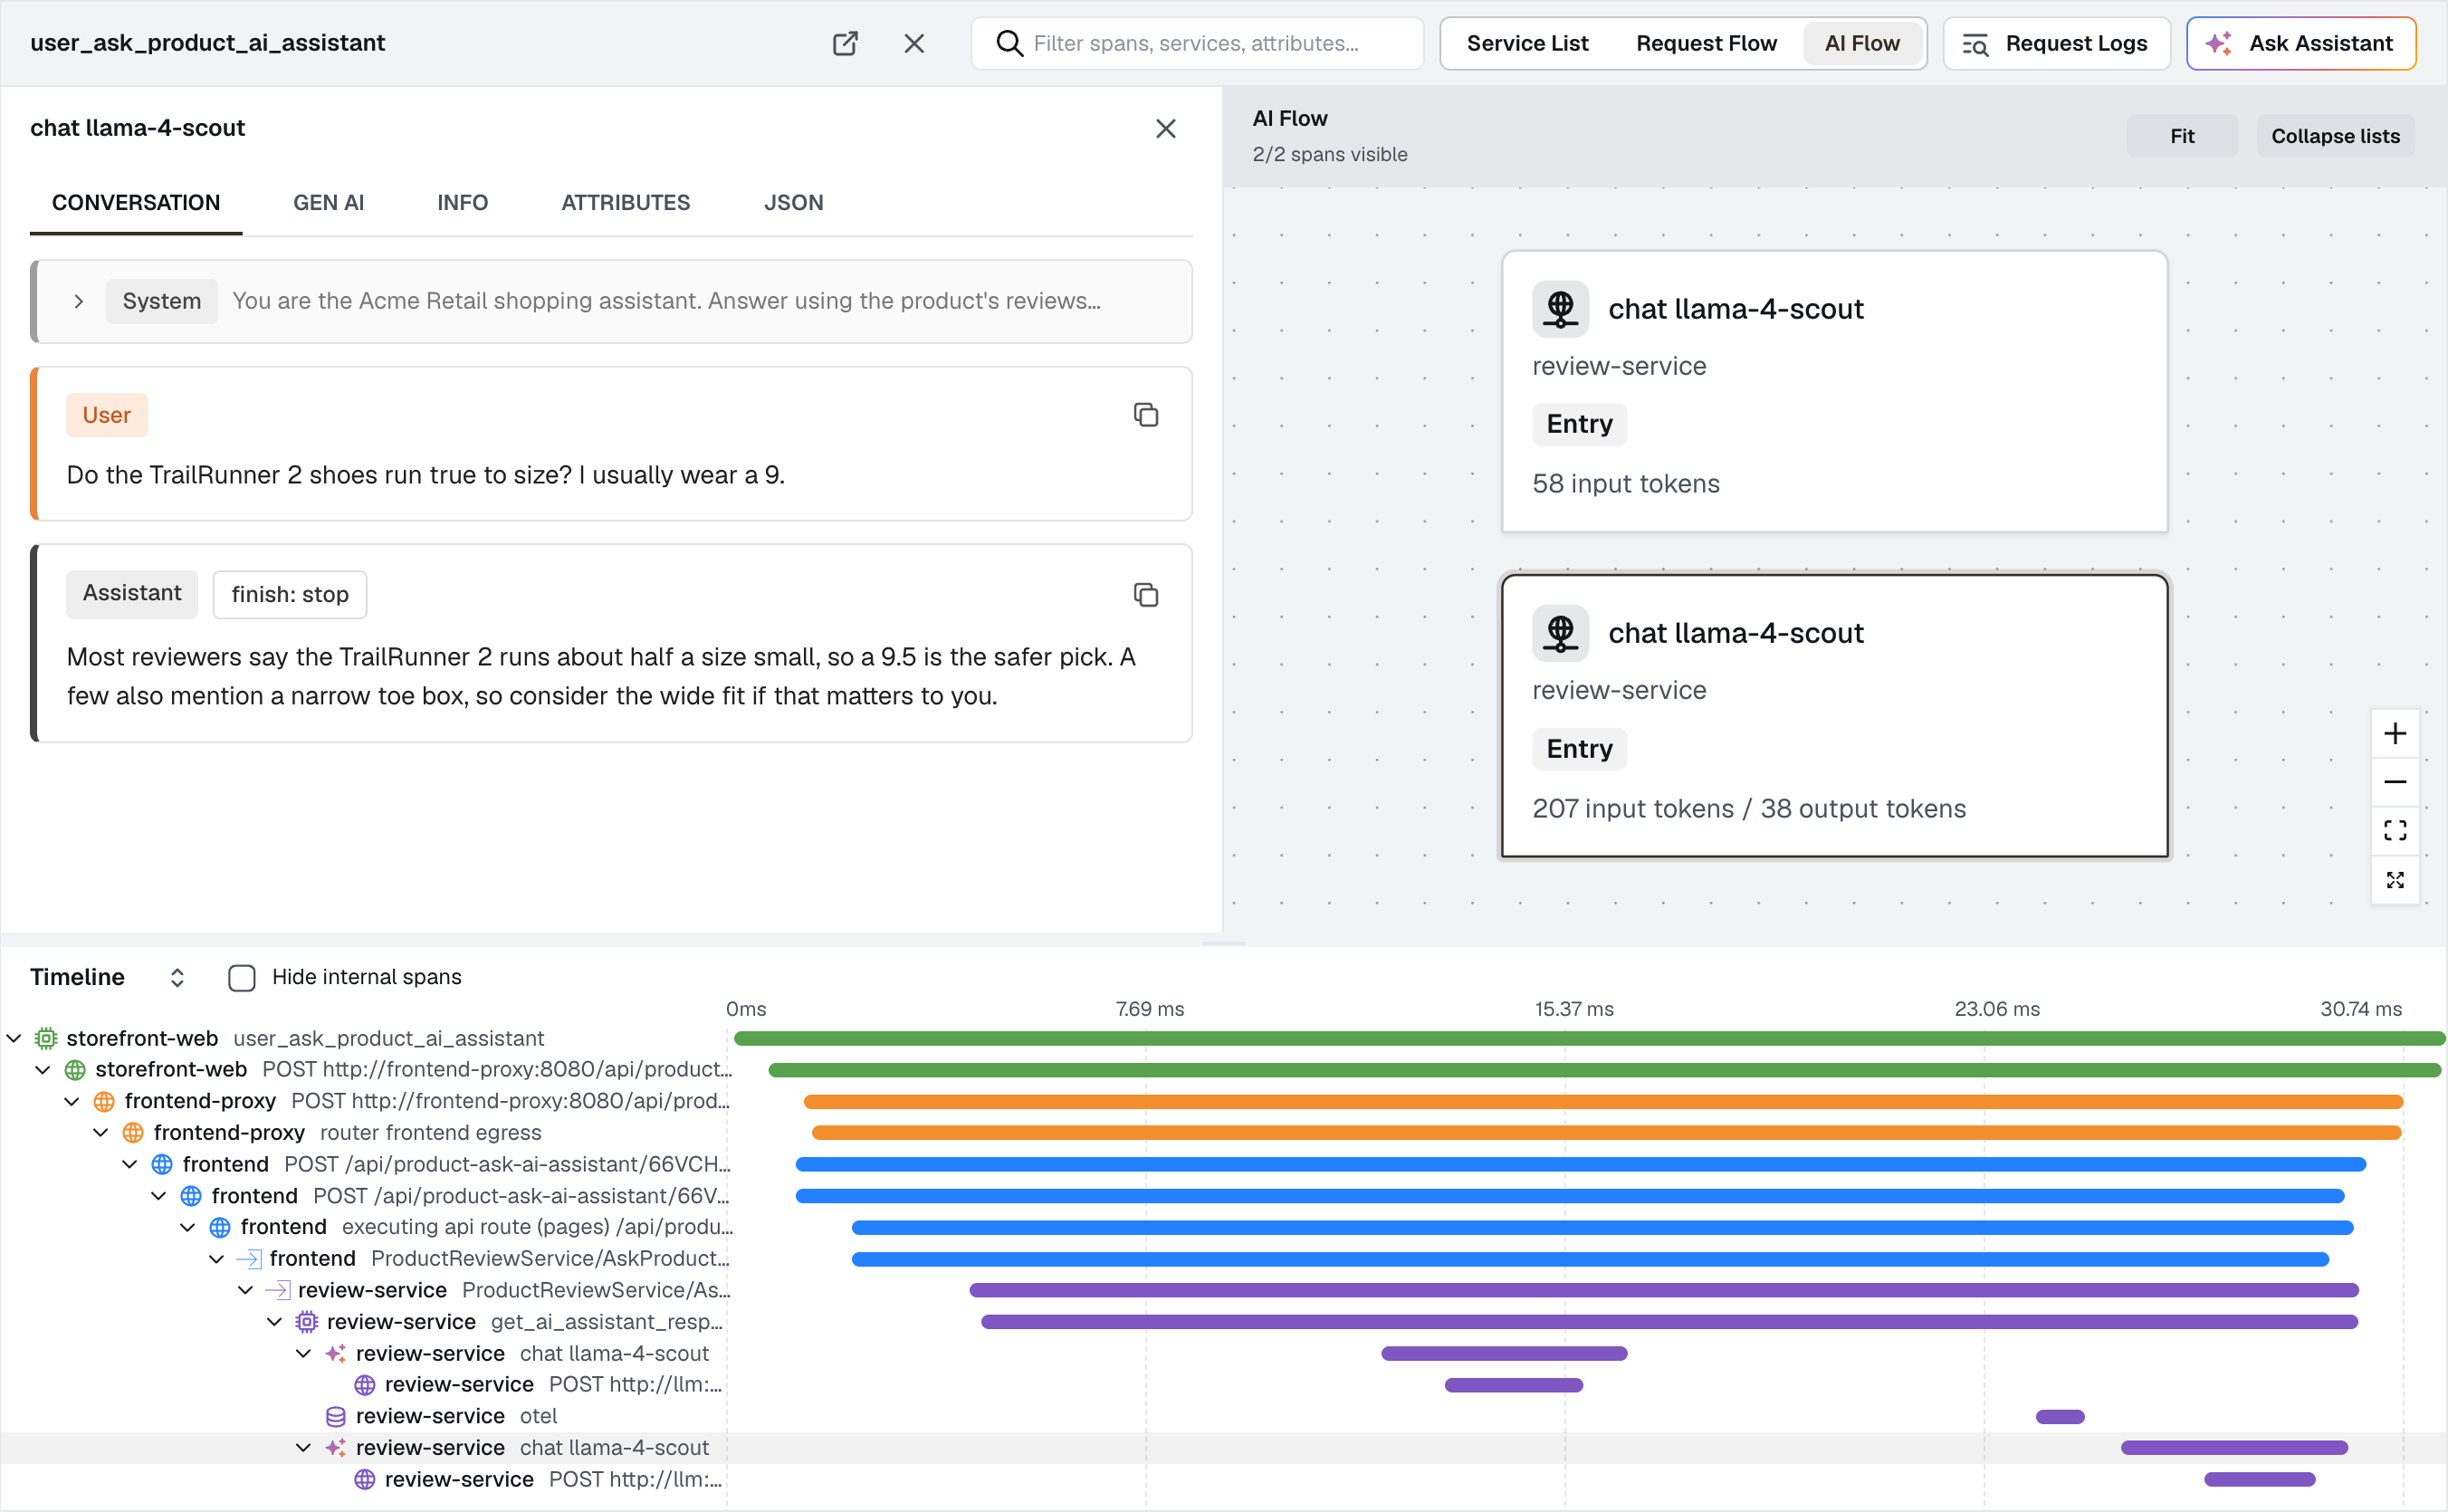 user_ask_product_ai_assistant
Filter spans, services, attributes...
Service List
Request Flow
AI Flow
Request Logs
Ask Assistant
chat llama-4-scout
CONVERSATION
GEN AI
INFO
ATTRIBUTES
JSON
System
You are the Acme Retail shopping assistant. Answer using the product's reviews...
User
Do the TrailRunner 2 shoes run true to size? I usually wear a 9.
Assistant
finish: stop
Most reviewers say the TrailRunner 2 runs about half a size small, so a 9.5 is the safer pick. A
few also mention a narrow toe box, so consider the wide fit if that matters to you.
AI Flow
2/2 spans visible
Fit
Collapse lists
chat llama-4-scout
review-service
Entry
58 input tokens
chat llama-4-scout
review-service
Entry
207 input tokens / 38 output tokens
Timeline
Hide internal spans
0ms
7.69 ms
15.37 ms
23.06 ms
30.74 ms
storefront-web user_ask_product_ai_assistant
storefront-web POST http://frontend-proxy:8080/api/product...
frontend-proxy POST http://frontend-proxy:8080/api/prod...
frontend-proxy router frontend egress
frontend POST /api/product-ask-ai-assistant/66VCH...
frontend POST /api/product-ask-ai-assistant/66V...
frontend executing api route (pages) /api/produ...
frontend ProductReviewService/AskProduct...
review-service ProductReviewService/As...
review-service get_ai_assistant_resp...
review-service chat llama-4-scout
review-service POST http://llm:...
review-service otel
review-service chat llama-4-scout
review-service POST http://llm:...